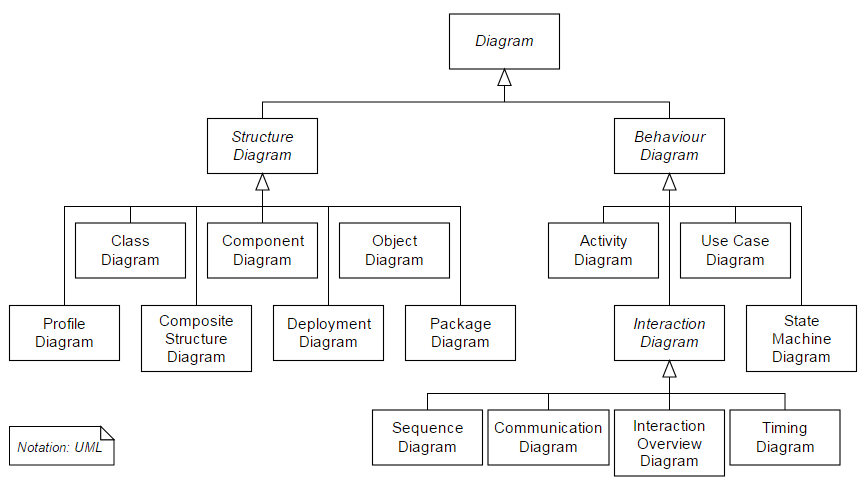 Diagram
Structure
Diagram
Behaviour
Diagram
Class
Diagram
Component
Diagram
Object
Diagram
Activity
Diagram
Use Case
Diagram
Profile
Diagram
Composite
Structure
Diagram
Deployment
Diagram
Package
Diagram
Interaction
Diagram
State
Machine
Diagram
Sequence
Diagram
Communication
Diagram
Interaction
Overview
Diagram
Timing
Diagram
Notation: UML